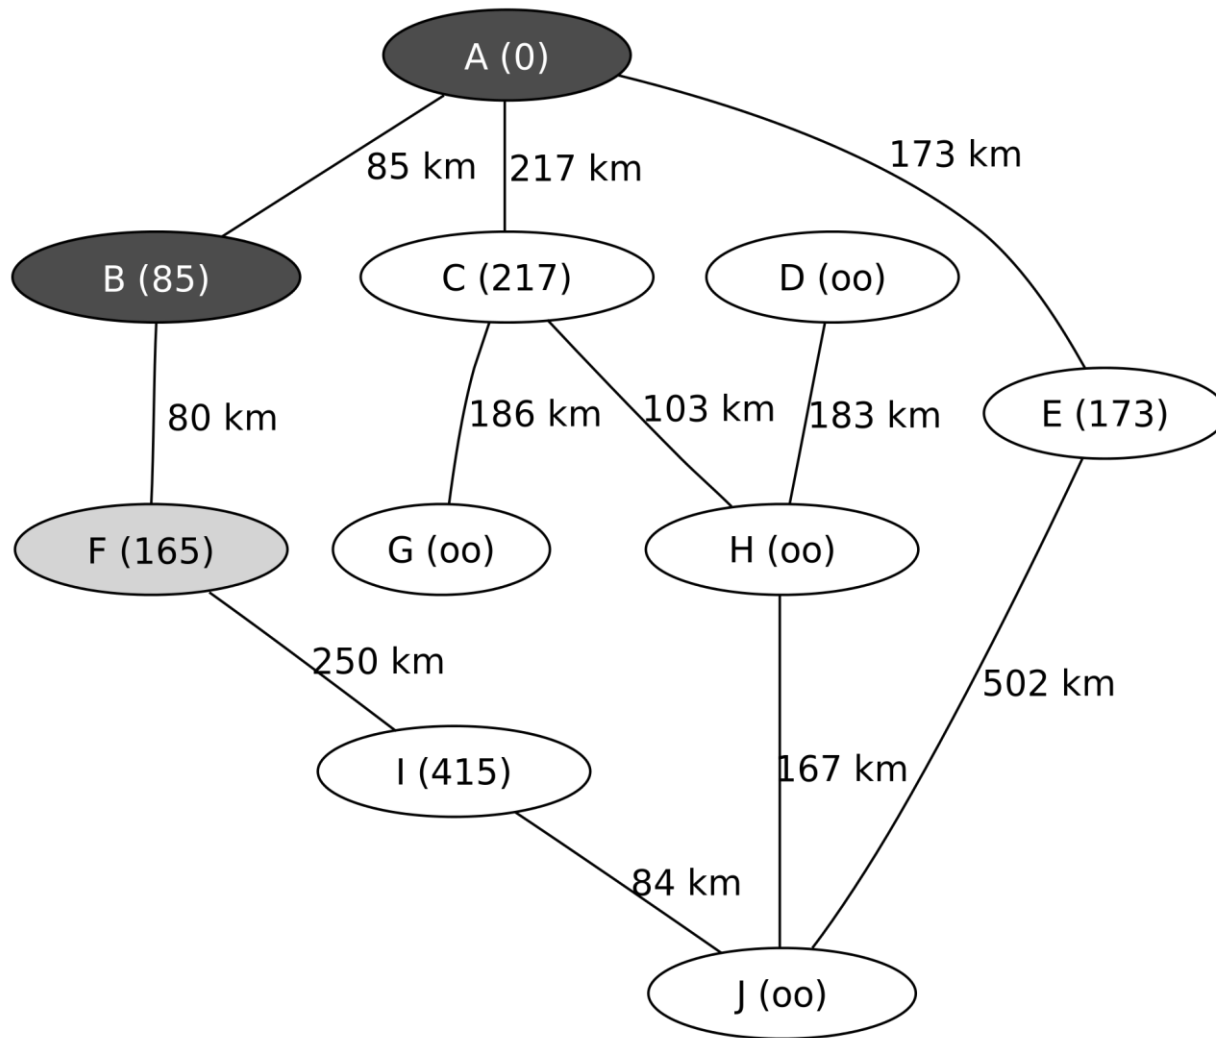 A (0)
173 km
85 km
217 km
B (85)
C (217)
D (oo)
80 km
186 km
103 km
183 km
E (173)
F (165)
G (oo)
H (oo)
250 km
502 km
I (415)
167 km
84 km
J (oo)